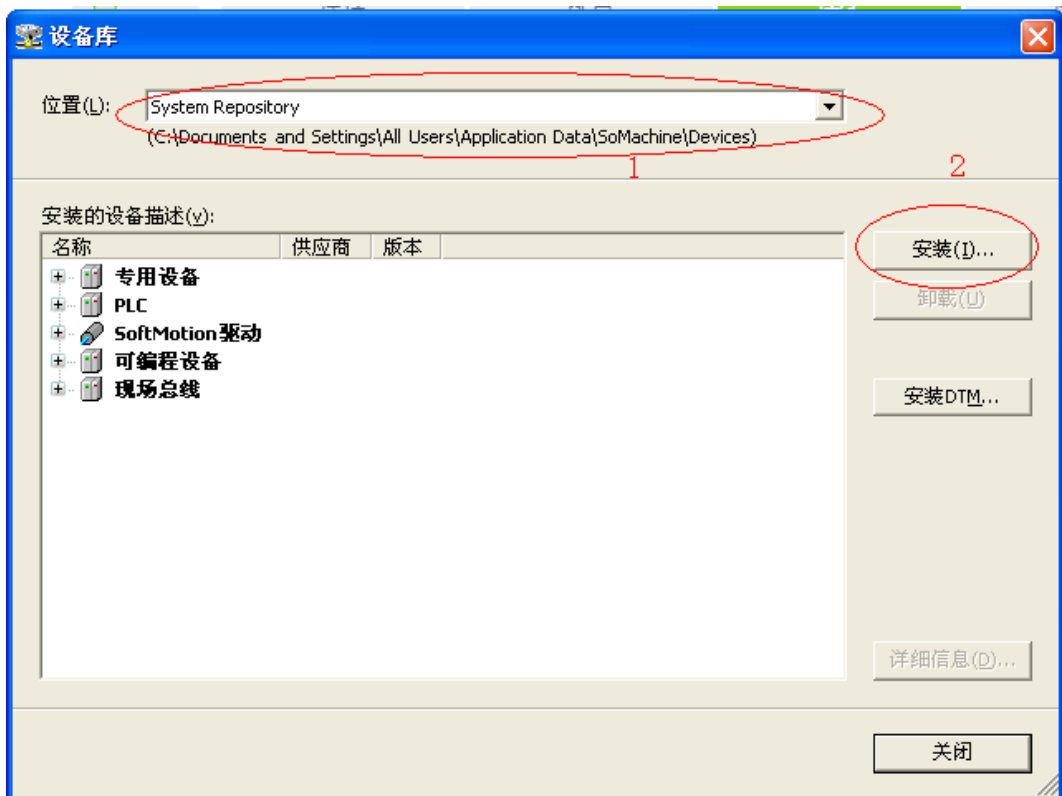 设备库
位置(L):
System Repository
(C:\Documents and Settings\All Users\Application Data\SoMachine\Devices)
1
2
安装的设备描述(v):
名称 供应商 版本
专用设备
PLC
SoftMotion驱动
可编程设备
现场总线
安装(I)...
卸载(U)
安装DTM...
详细信息(D)...
关闭